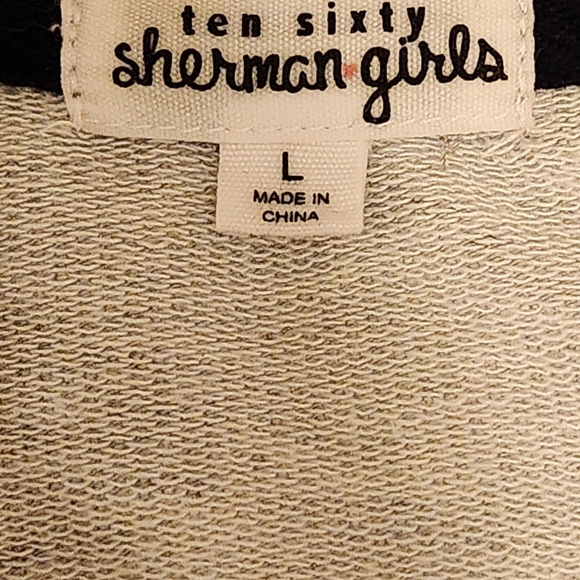 ten sixty
sherman girls
L
MADE IN
CHINA